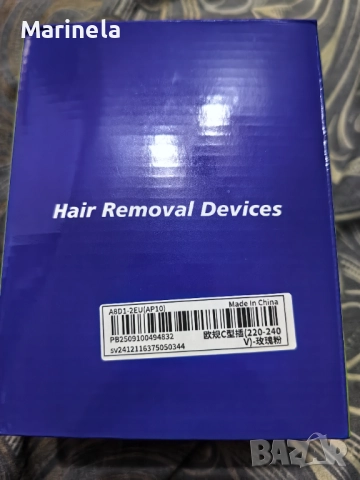 Marinela
Hair Removal Devices
A8D1-2EU(AP10)
Made In China
PB2509100494832
欧规C型插(220-240
V)-玫瑰粉
sv2412116375050344
BAZAR